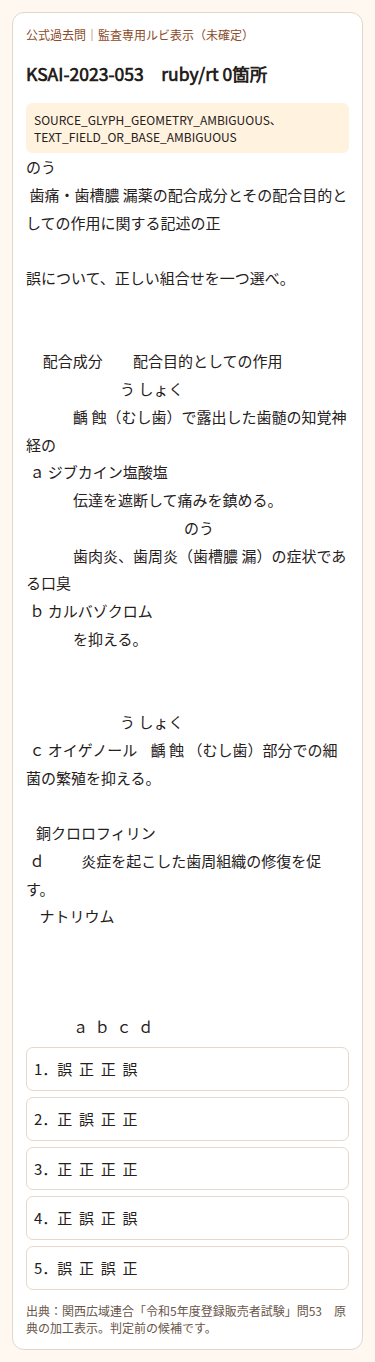 公式過去問｜監査専用ルビ表示（未確定）
KSAI-2023-053　ruby/rt 0箇所
SOURCE_GLYPH_GEOMETRY_AMBIGUOUS、
TEXT_FIELD_OR_BASE_AMBIGUOUS
のう
歯痛・歯槽膿 漏薬の配合成分とその配合目的と
しての作用に関する記述の正
誤について、正しい組合せを一つ選べ。
配合成分　　配合目的としての作用
う しょく
齲 蝕（むし歯）で露出した歯髄の知覚神
経の
ａ ジブカイン塩酸塩
伝達を遮断して痛みを鎮める。
のう
歯肉炎、歯周炎（歯槽膿 漏）の症状であ
る口臭
ｂ カルバゾクロム
を抑える。
う しょく
ｃ オイゲノール　齲 蝕 （むし歯）部分での細
菌の繁殖を抑える。
銅クロロフィリン
ｄ　　　炎症を起こした歯周組織の修復を促
す。
ナトリウム
ａ ｂ ｃ ｄ
1．誤 正 正 誤
2．正 誤 正 正
3．正 正 正 正
4．正 誤 正 誤
5．誤 正 誤 正
出典：関西広域連合「令和5年度登録販売者試験」問53　原
典の加工表示。判定前の候補です。